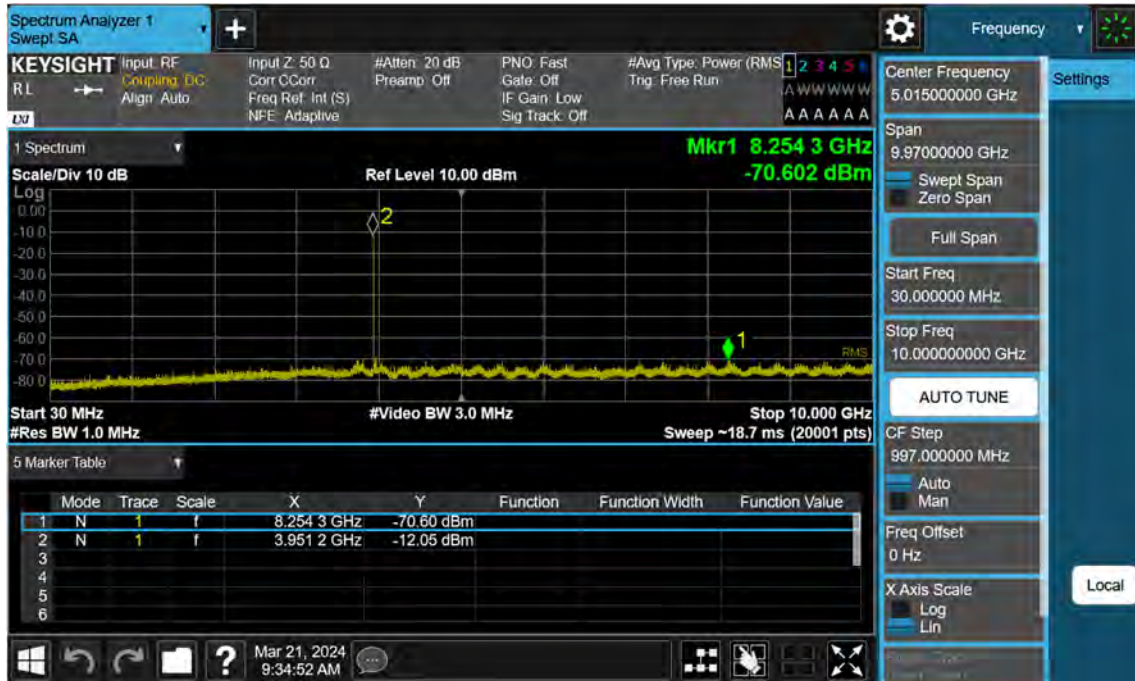 Spectrum Analyzer 1
Swept SA
+
Frequency
KEYSIGHT
RL
LXI
Input: RF
Coupling: DC
Align: Auto
Input Z: 50 Ω
Corr CCorr
Freq Ref: Int (S)
NFE: Adaptive
#Atten: 20 dB
Preamp: Off
PNO: Fast
Gate: Off
IF Gain: Low
Sig Track: Off
#Avg Type: Power (RMS
Trig: Free Run
1 2 3 4 5 6
A W W W W W
A A A A A A
1 Spectrum
Scale/Div 10 dB
Ref Level 10.00 dBm
Mkr1 8.254 3 GHz
-70.602 dBm
Log
0.00
-10.0
-20.0
-30.0
-40.0
-50.0
-60.0
-70.0
-80.0
2
1
RMS
Start 30 MHz
#Video BW 3.0 MHz
Stop 10.000 GHz
#Res BW 1.0 MHz
Sweep ~18.7 ms (20001 pts)
5 Marker Table
Mode Trace Scale X Y Function Function Width Function Value
1 N 1 f 8.254 3 GHz -70.60 dBm
2 N 1 f 3.951 2 GHz -12.05 dBm
3
4
5
6
?
Mar 21, 2024
9:34:52 AM
Center Frequency
5.015000000 GHz
Span
9.97000000 GHz
Swept Span
Zero Span
Full Span
Start Freq
30.000000 MHz
Stop Freq
10.000000000 GHz
AUTO TUNE
CF Step
997.000000 MHz
Auto
Man
Freq Offset
0 Hz
X Axis Scale
Log
Lin
Settings
Local